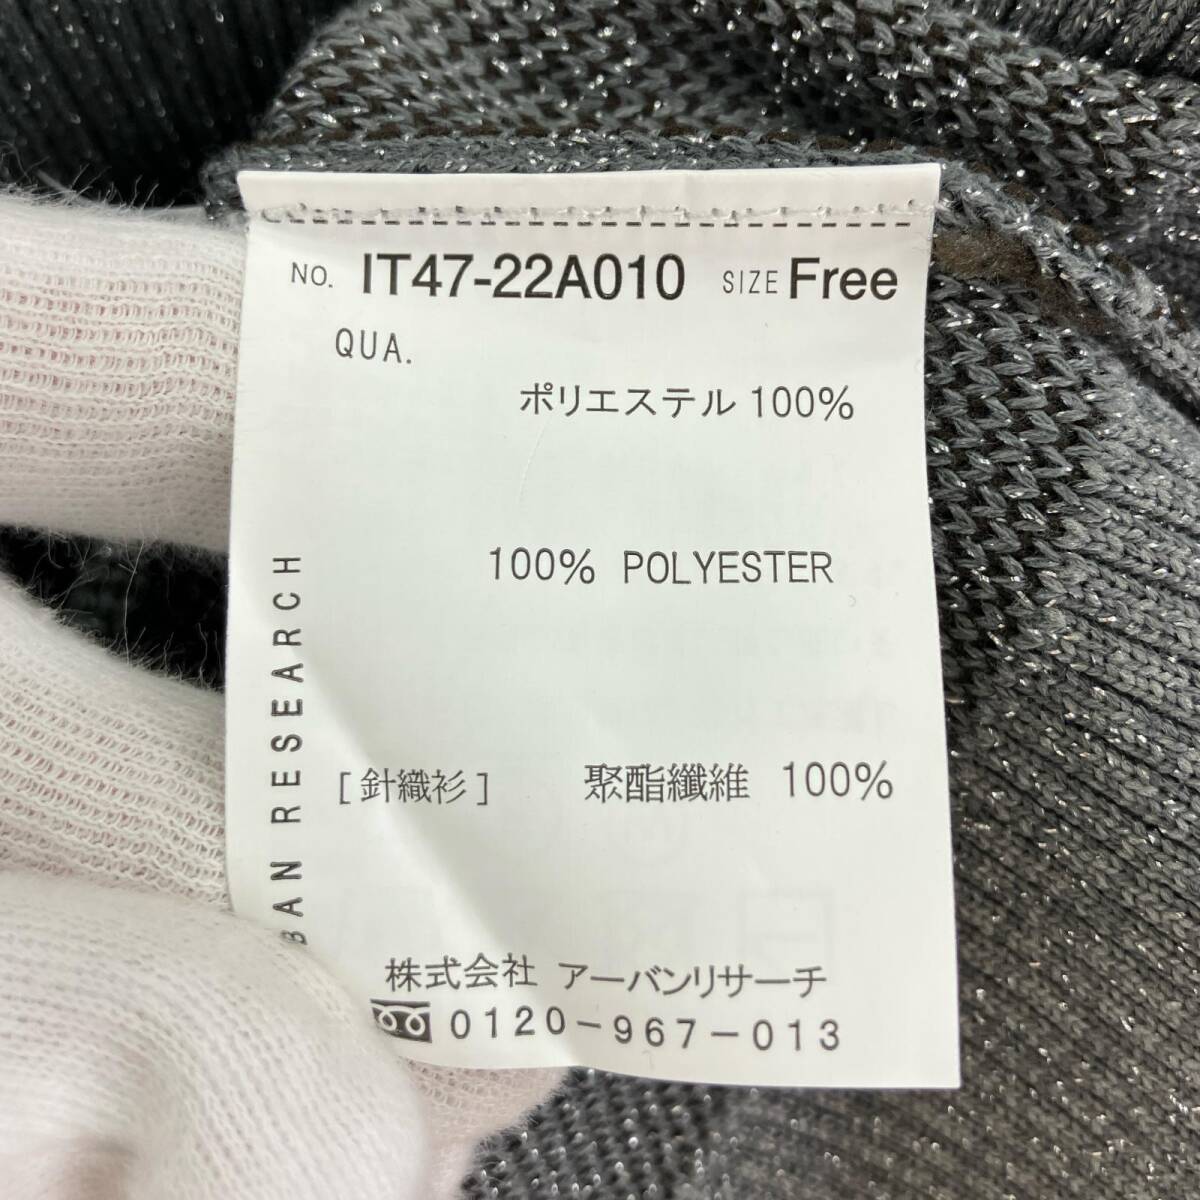 NO. IT47-22A010 SIZE Free
QUA.
ポリエステル 100%
100% POLYESTER
[針織衫] 聚酯纖維 100%
BAN RESEARCH
株式会社 アーバンリサーチ
0120-967-013